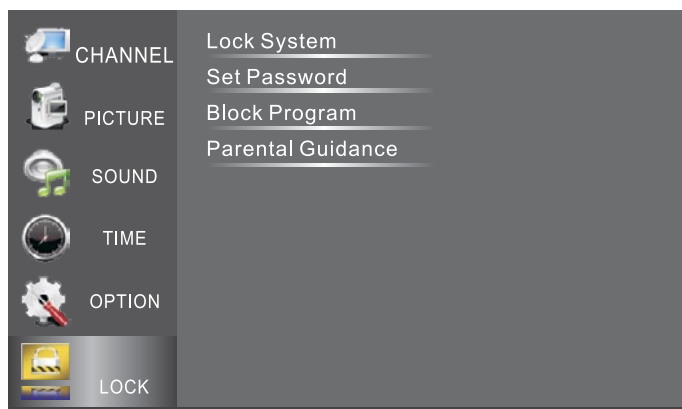 CHANNEL
PICTURE
SOUND
TIME
OPTION
LOCK
Lock System
Set Password
Block Program
Parental Guidance